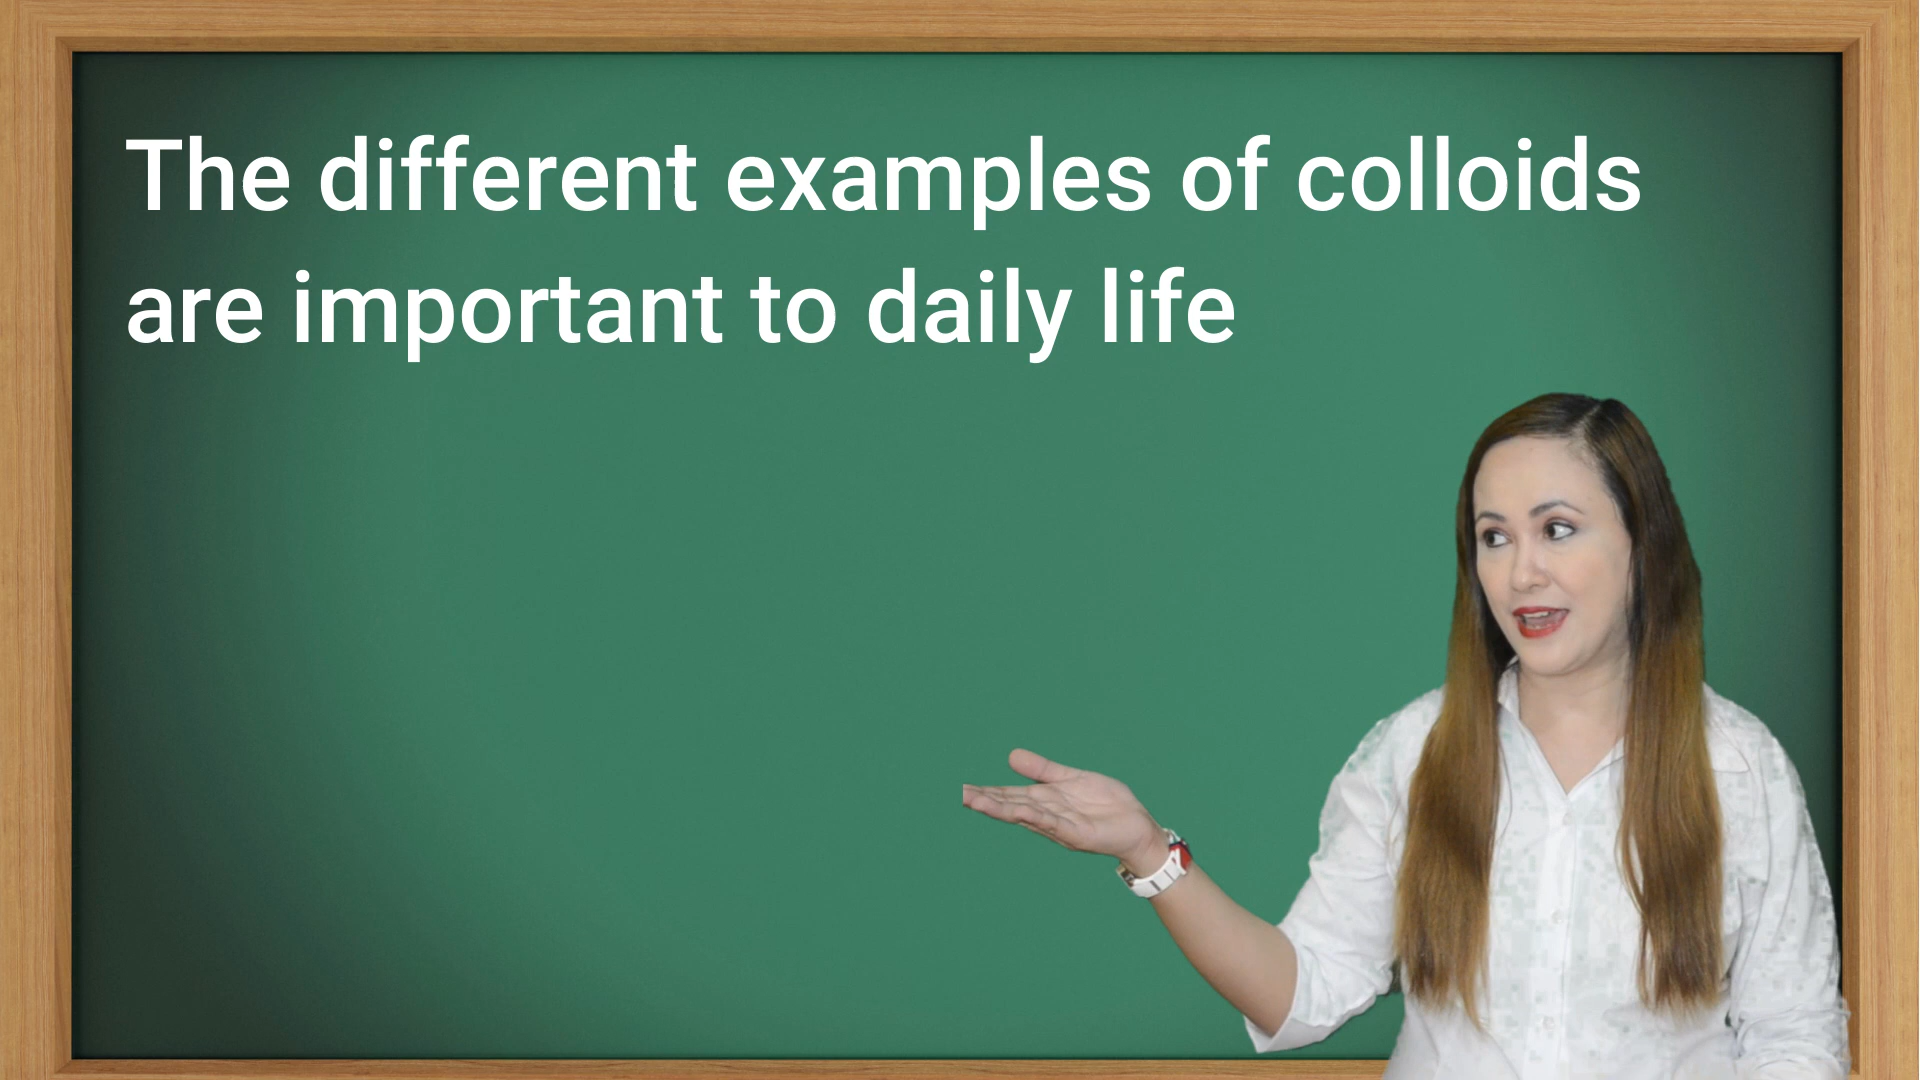 The different examples of colloids
are important to daily life